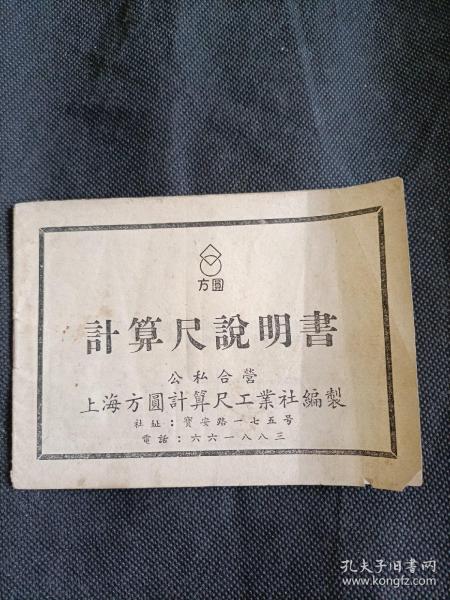 方圓
計算尺說明書
公私合營
上海方圓計算尺工業社編製
社址：寶安路一七五号
電話：六六一八八三
孔夫子旧书网
www.kongfz.com